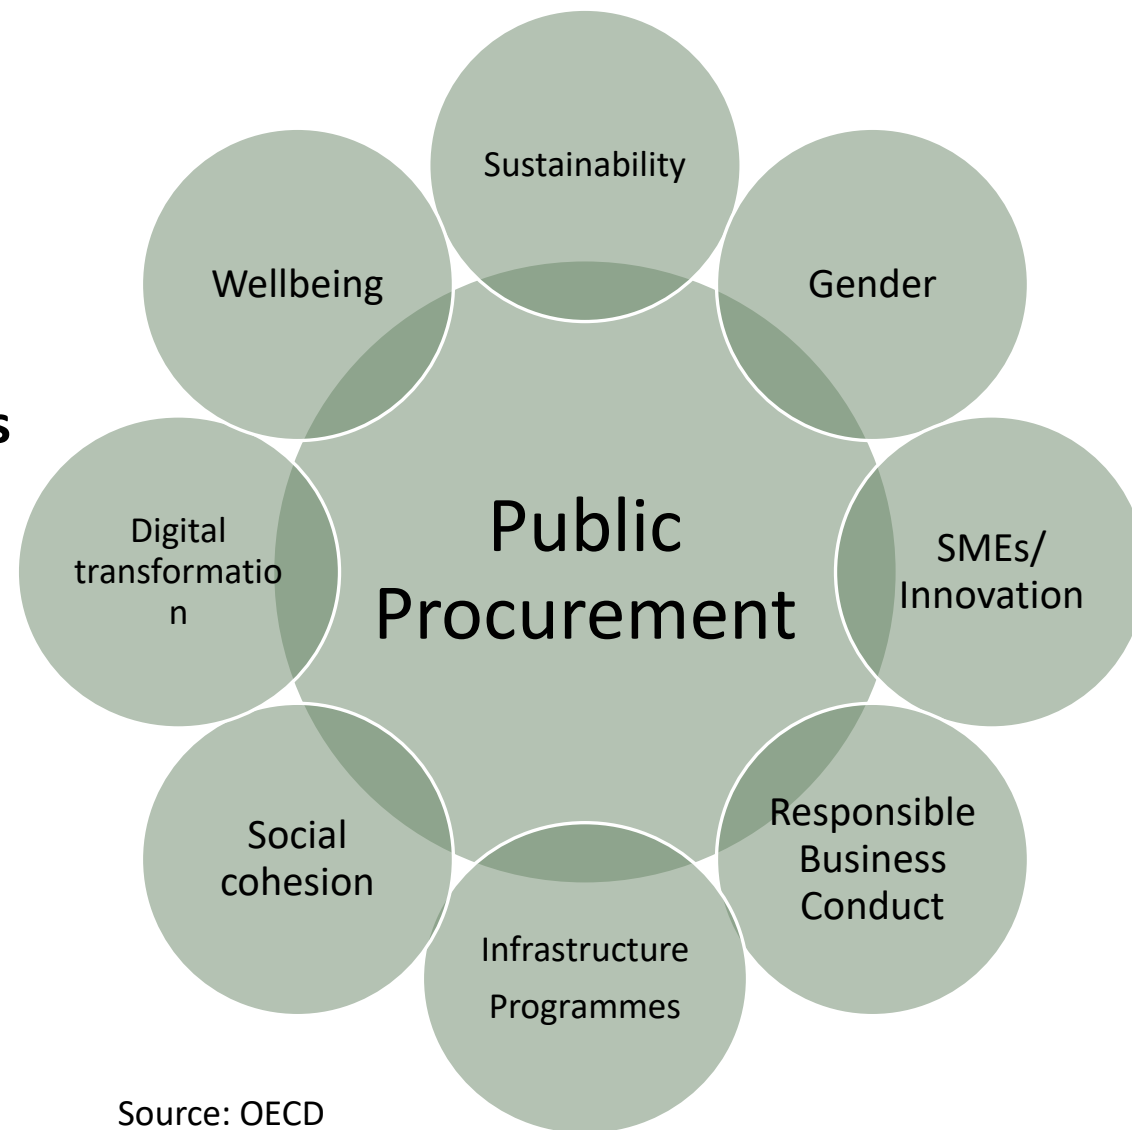 Sustainability
Wellbeing
Gender
s
Digital
transformatio
n
Public
Procurement
SMEs/
Innovation
Social
cohesion
Responsible
Business
Conduct
Infrastructure
Programmes
Source: OECD